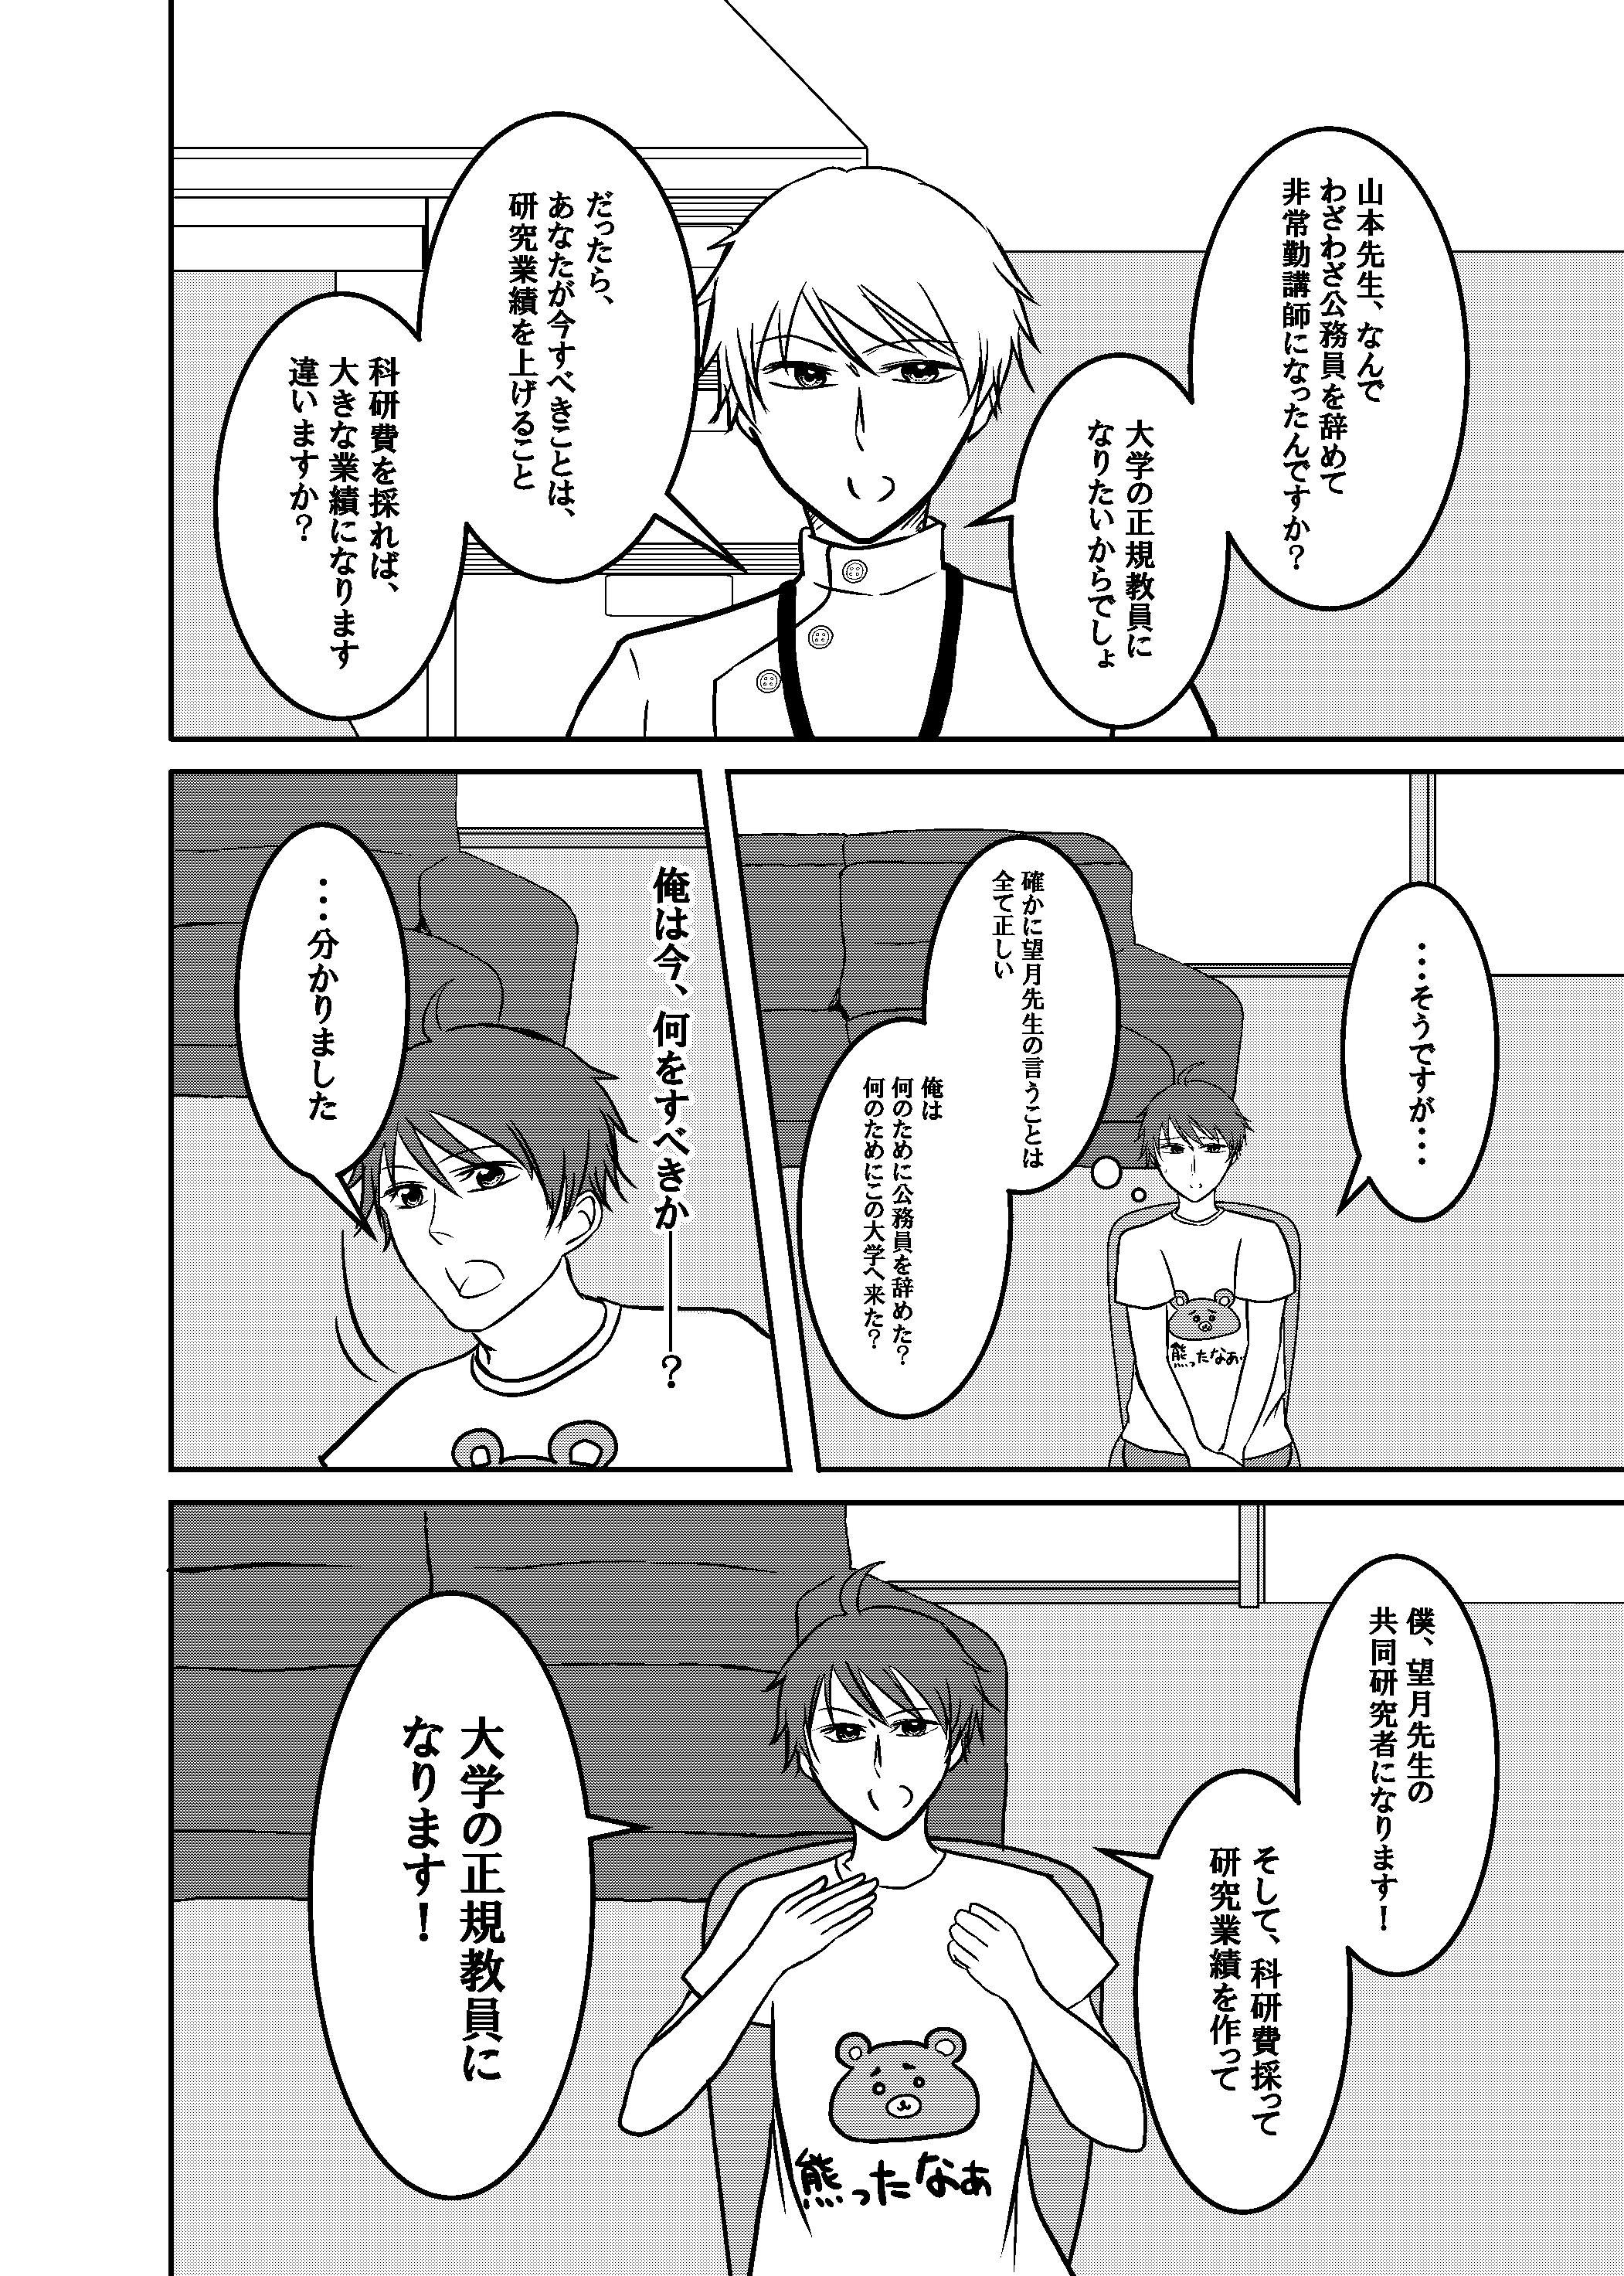 山本先生、なんで
わざわざ公務員を辞めて
非常勤講師になったんですか？
大学の正規教員に
なりたいからでしょ
だったら、
あなたが今すべきことは、
研究業績を上げること
科研費を採れば、
大きな業績になります
違いますか？
・・・そうですが・・・
確かに望月先生の言うことは
全て正しい
俺は
何のために公務員を辞めた？
何のためにこの大学へ来た？
熊ったなぁ
俺は今、何をすべきか――？
・・・分かりました
僕、望月先生の
共同研究者になります！
そして、科研費採って
研究業績を作って
大学の正規教員に
なります！
熊ったなぁ